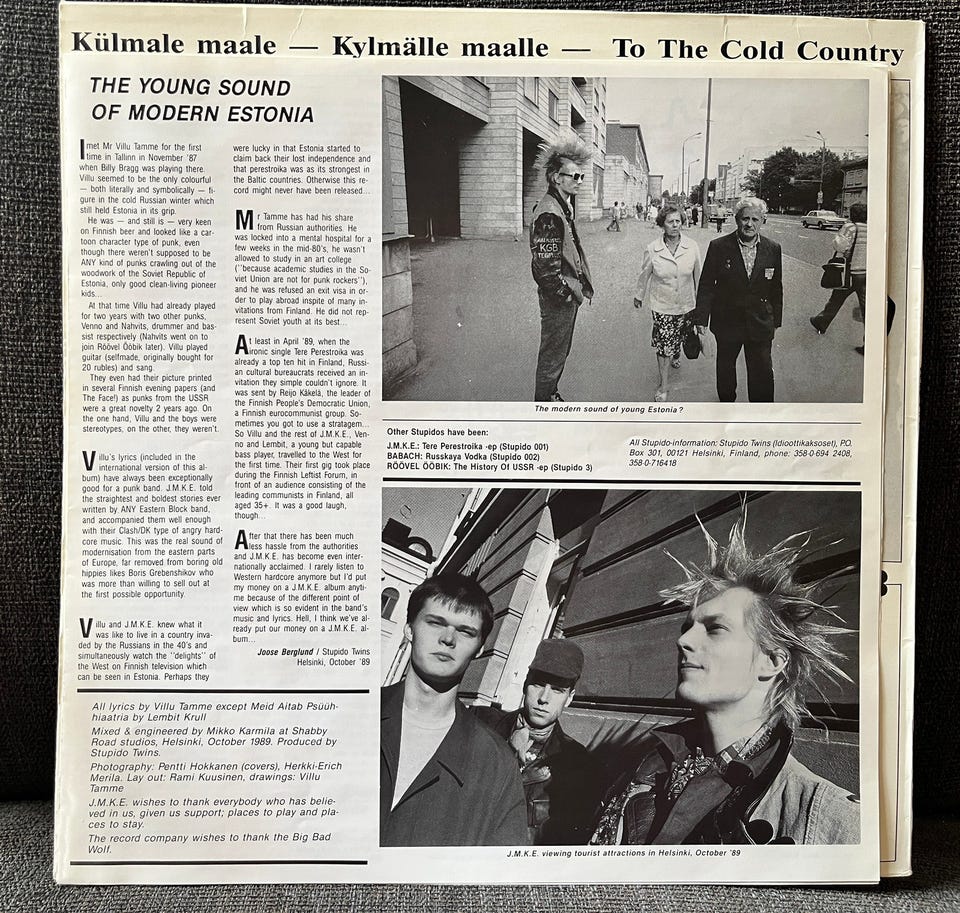 Külmale maale — Kylmälle maalle — To The Cold Country
THE YOUNG SOUND
OF MODERN ESTONIA
I met Mr Villu Tamme for the first
time in Tallinn in November '87
when Billy Bragg was playing there.
Villu seemed to be the only colourful
— both literally and symbolically — fi-
gure in the cold Russian winter which
still held Estonia in its grip.
He was — and still is — very keen
on Finnish beer and looked like a car-
toon character type of punk, even
though there weren't supposed to be
ANY kind of punks crawling out of the
woodwork of the Soviet Republic of
Estonia, only good clean-living pioneer
kids...
At that time Villu had already played
for two years with two other punks,
Venno and Nahvits, drummer and bas-
sist respectively (Nahvits went on to
join Röövel Ööbik later). Villu played
guitar (selfmade, originally bought for
20 rubles) and sang.
They even had their picture printed
in several Finnish evening papers (and
The Face!) as punks from the USSR
were a great novelty 2 years ago. On
the one hand, Villu and the boys were
stereotypes, on the other, they weren't.
Villu's lyrics (included in the
international version of this al-
bum) have always been exceptionally
good for a punk band. J.M.K.E. told
the straightest and boldest stories ever
written by ANY Eastern Block band,
and accompanied them well enough
with their Clash/DK type of angry hard-
core music. This was the real sound of
modernisation from the eastern parts
of Europe, far removed from boring old
hippies like Boris Grebenshikov who
was more than willing to sell out at
the first possible opportunity.
Villu and J.M.K.E. knew what it
was like to live in a country inva-
ded by the Russians in the 40's and
simultaneously watch the "delights" of
the West on Finnish television which
can be seen in Estonia. Perhaps they
were lucky in that Estonia started to
claim back their lost independence and
that perestroika was as its strongest in
the Baltic countries. Otherwise this re-
cord might never have been released...
Mr Tamme has had his share
from Russian authorities. He
was locked into a mental hospital for a
few weeks in the mid-80's, he wasn't
allowed to study in an art college
("because academic studies in the So-
viet Union are not for punk rockers"),
and he was refused an exit visa in or-
der to play abroad inspite of many in-
vitations from Finland. He did not rep-
resent Soviet youth at its best...
At least in April '89, when the
ironic single Tere Perestroika was
already a top ten hit in Finland, Russi-
an cultural bureaucrats received an in-
vitation they simply couldn't ignore. It
was sent by Reijo Käkelä, the leader of
the Finnish People's Democratic Union,
a Finnish eurocommunist group. So-
metimes you got to use a stratagem...
So Villu and the rest of J.M.K.E., Ven-
no and Lembit, a young but capable
bass player, travelled to the West for
the first time. Their first gig took place
during the Finnish Leftist Forum, in
front of an audience consisting of the
leading communists in Finland, all
aged 35+. It was a good laugh,
though...
After that there has been much
less hassle from the authorities
and J.M.K.E. has become even inter-
nationally acclaimed. I rarely listen to
Western hardcore anymore but I'd put
my money on a J.M.K.E. album anyti-
me because of the different point of
view which is so evident in the band's
music and lyrics. Hell, I think we've al-
ready put our money on a J.M.K.E. al-
bum...
Joose Berglund / Stupido Twins
Helsinki, October '89
All lyrics by Villu Tamme except Meid Aitab Psüüh-
hiaatria by Lembit Krull
Mixed & engineered by Mikko Karmila at Shabby
Road studios, Helsinki, October 1989. Produced by
Stupido Twins.
Photography: Pentti Hokkanen (covers), Herkki-Erich
Merila. Lay out: Rami Kuusinen, drawings: Villu
Tamme
J.M.K.E. wishes to thank everybody who has belie-
ved in us, given us support; places to play and pla-
ces to stay.
The record company wishes to thank the Big Bad
Wolf.
KGB
The modern sound of young Estonia?
Other Stupidos have been:
J.M.K.E.: Tere Perestroika -ep (Stupido 001)
BABACH: Russkaya Vodka (Stupido 002)
RÖÖVEL ÖÖBIK: The History Of USSR -ep (Stupido 3)
All Stupido-information: Stupido Twins (Idioottikaksoset), P.O.
Box 301, 00121 Helsinki, Finland, phone: 358-0-694 2408,
358-0-716418
J.M.K.E. viewing tourist attractions in Helsinki, October '89